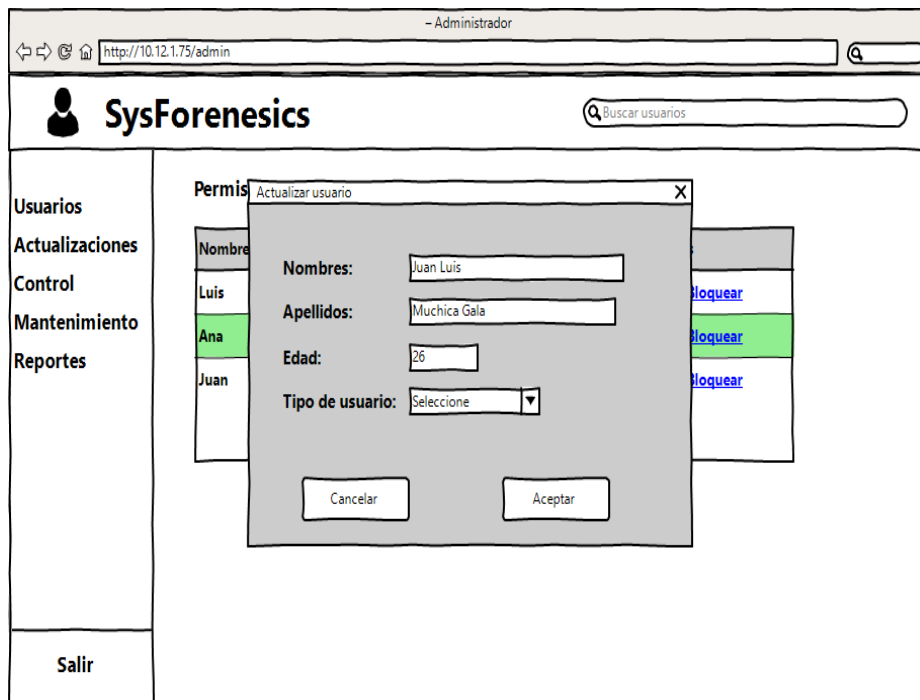 – Administrador
http://10.12.1.75/admin
SysForenesics
Buscar usuarios
Usuarios
Actualizaciones
Control
Mantenimiento
Reportes
Salir
Permis
Nombre
Luis
Ana
Juan
Bloquear
Bloquear
Bloquear
Actualizar usuario X
Nombres: Juan Luis
Apellidos: Muchica Gala
Edad: 26
Tipo de usuario: Seleccione
Cancelar Aceptar